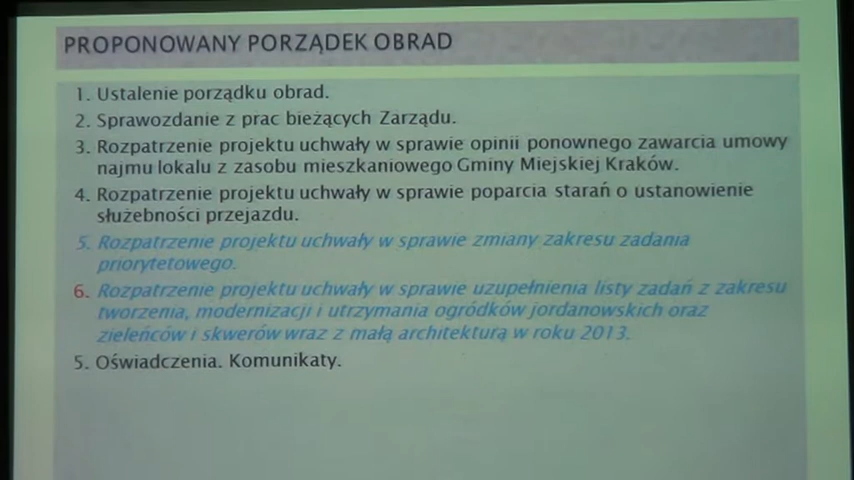 PROPONOWANY PORZĄDEK OBRAD
1. Ustalenie porządku obrad.
2. Sprawozdanie z prac bieżących Zarządu.
3. Rozpatrzenie projektu uchwały w sprawie opinii ponownego zawarcia umowy
najmu lokalu z zasobu mieszkaniowego Gminy Miejskiej Kraków.
4. Rozpatrzenie projektu uchwały w sprawie poparcia starań o ustanowienie
służebności przejazdu.
5. Rozpatrzenie projektu uchwały w sprawie zmiany zakresu zadania
priorytetowego.
6. Rozpatrzenie projektu uchwały w sprawie uzupełnienia listy zadań z zakresu
tworzenia, modernizacji i utrzymania ogródków jordanowskich oraz
zieleńców i skwerów wraz z małą architekturą w roku 2013.
5. Oświadczenia. Komunikaty.